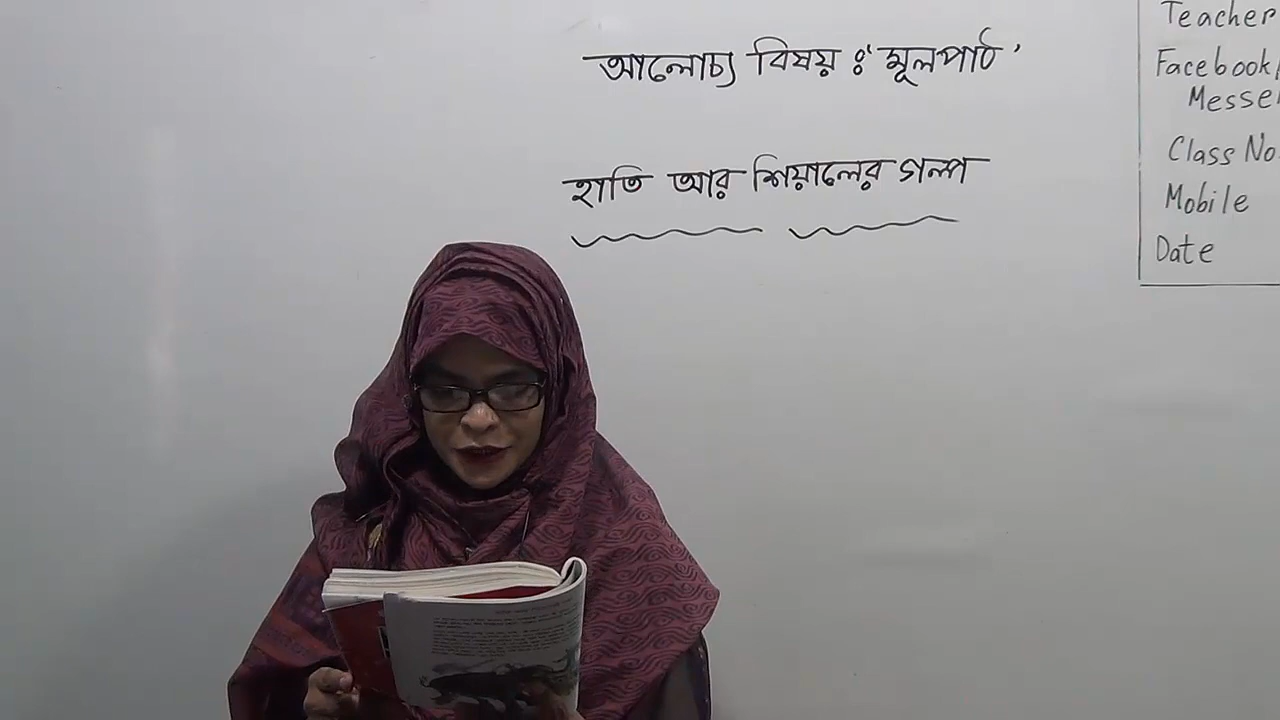 আলোচ্য বিষয় ঃ ‘মূলপাঠ’
হাতি আর শিয়ালের গল্প
Teacher
Facebook/
Messe
Class No.
Mobile
Date